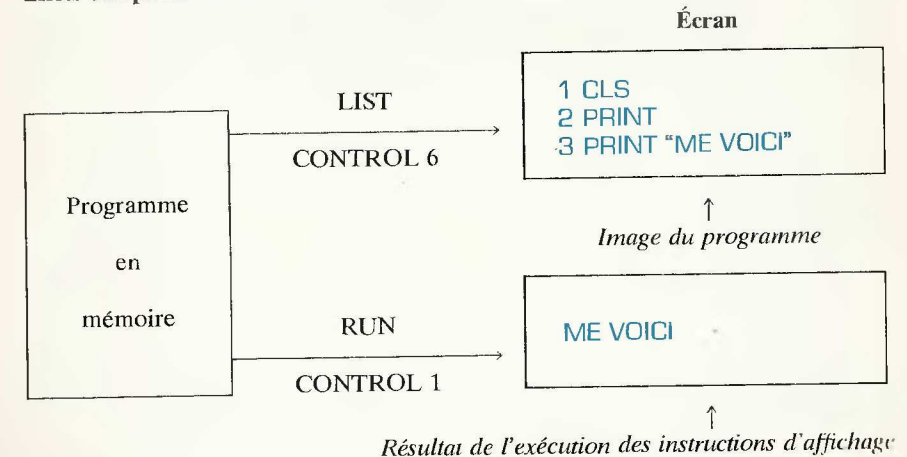 Écran
LIST
CONTROL 6
1 CLS
2 PRINT
3 PRINT "ME VOICI"
Programme
en
mémoire
Image du programme
RUN
CONTROL 1
ME VOICI
Résultat de l'exécution des instructions d'affichage